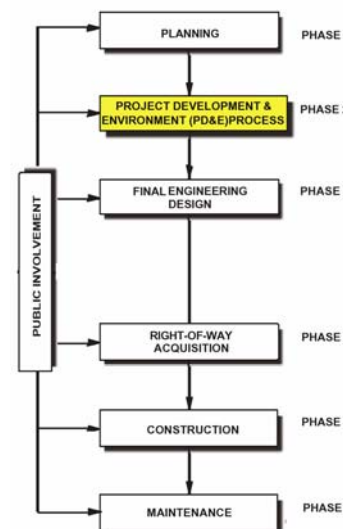 PLANNING
PHASE
PROJECT DEVELOPMENT &
ENVIRONMENT (PD&E)PROCESS
PHASE
FINAL ENGINEERING
DESIGN
PHASE
PUBLIC INVOLVEMENT
RIGHT-OF-WAY
ACQUISITION
PHASE
CONSTRUCTION
PHASE
MAINTENANCE
PHASE